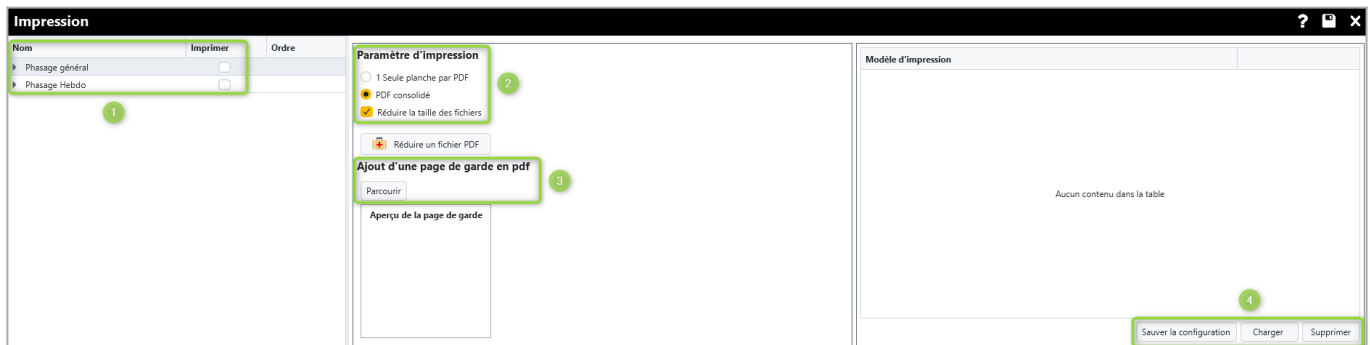 Impression
?
Nom Imprimer Ordre
Phasage général
Phasage Hebdo
1
Paramètre d'impression
1 Seule planche par PDF
PDF consolidé
Réduire la taille des fichiers
2
Réduire un fichier PDF
Ajout d'une page de garde en pdf
Parcourir
3
Aperçu de la page de garde
Modèle d'impression
Aucun contenu dans la table
4
Sauver la configuration Charger Supprimer